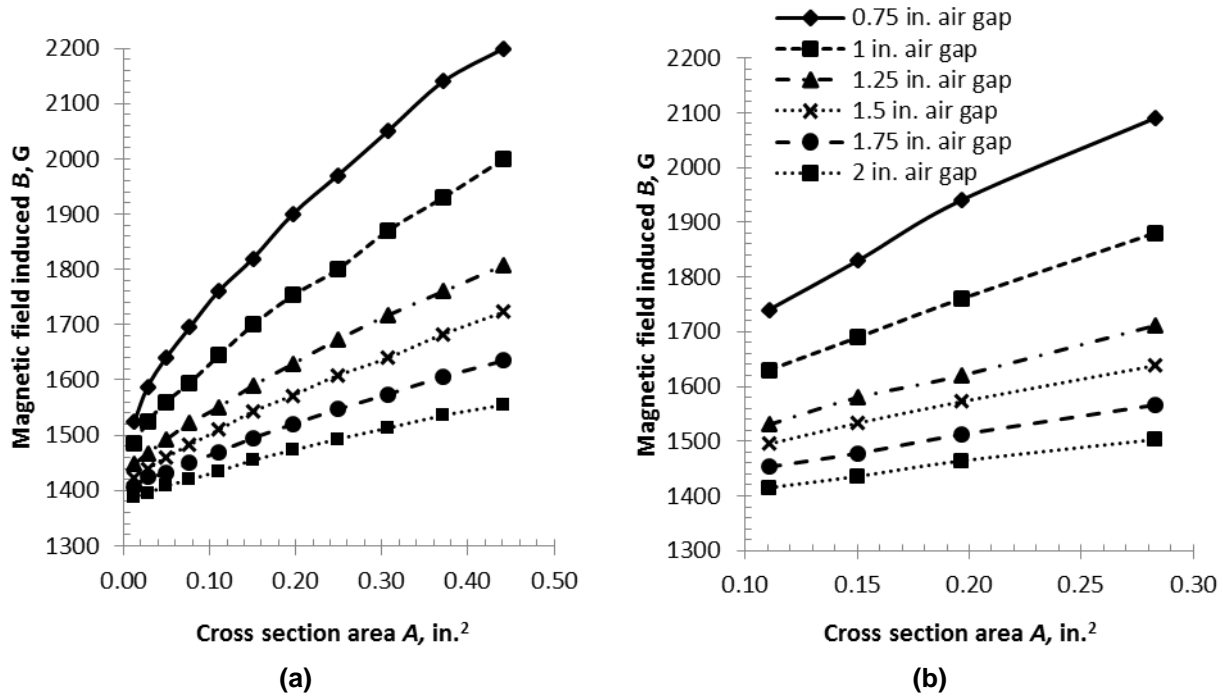 Magnetic field induced B, G
2200
2100
2000
1900
1800
1700
1600
1500
1400
1300
0.00 0.10 0.20 0.30 0.40 0.50
Cross section area A, in.²
(a)
0.75 in. air gap
1 in. air gap
1.25 in. air gap
1.5 in. air gap
1.75 in. air gap
2 in. air gap
Magnetic field induced B, G
2200
2100
2000
1900
1800
1700
1600
1500
1400
1300
0.10 0.15 0.20 0.25 0.30
Cross section area A, in.²
(b)